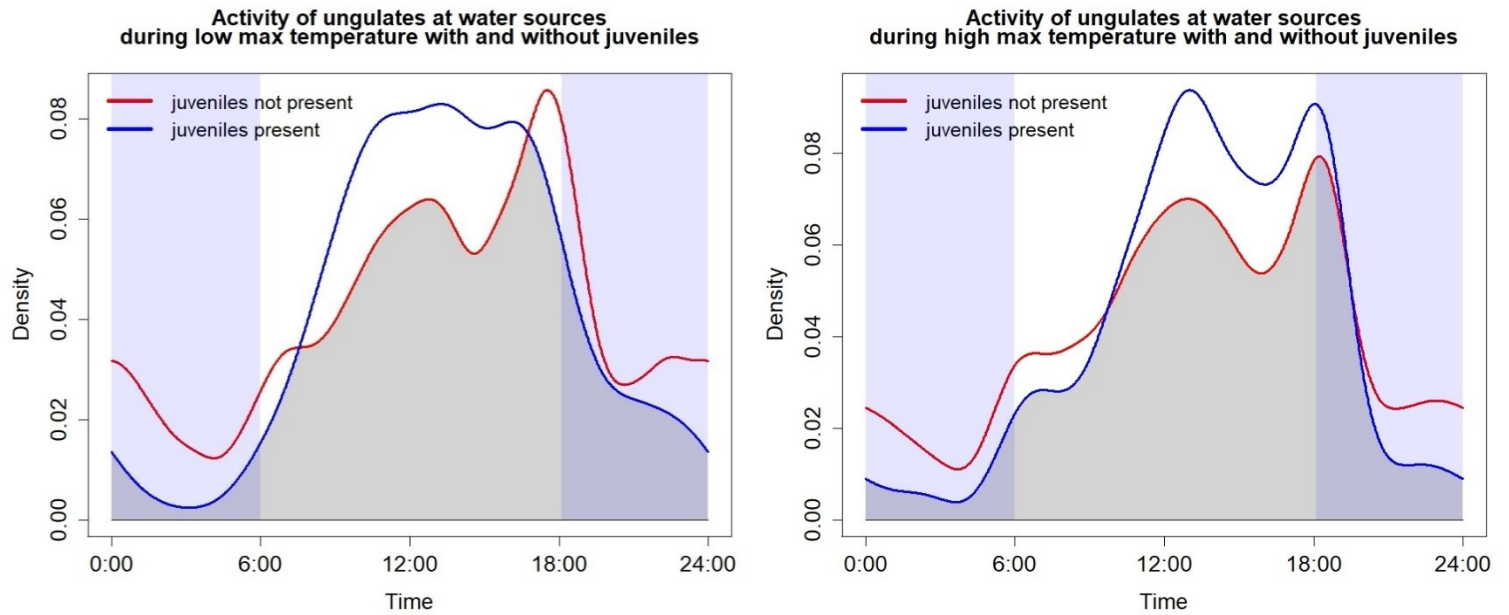 Activity of ungulates at water sources
during low max temperature with and without juveniles
juveniles not present
juveniles present
Density
0.00
0.02
0.04
0.06
0.08
0:00
6:00
12:00
18:00
24:00
Time
Activity of ungulates at water sources
during high max temperature with and without juveniles
juveniles not present
juveniles present
Density
0.00
0.02
0.04
0.06
0.08
0:00
6:00
12:00
18:00
24:00
Time